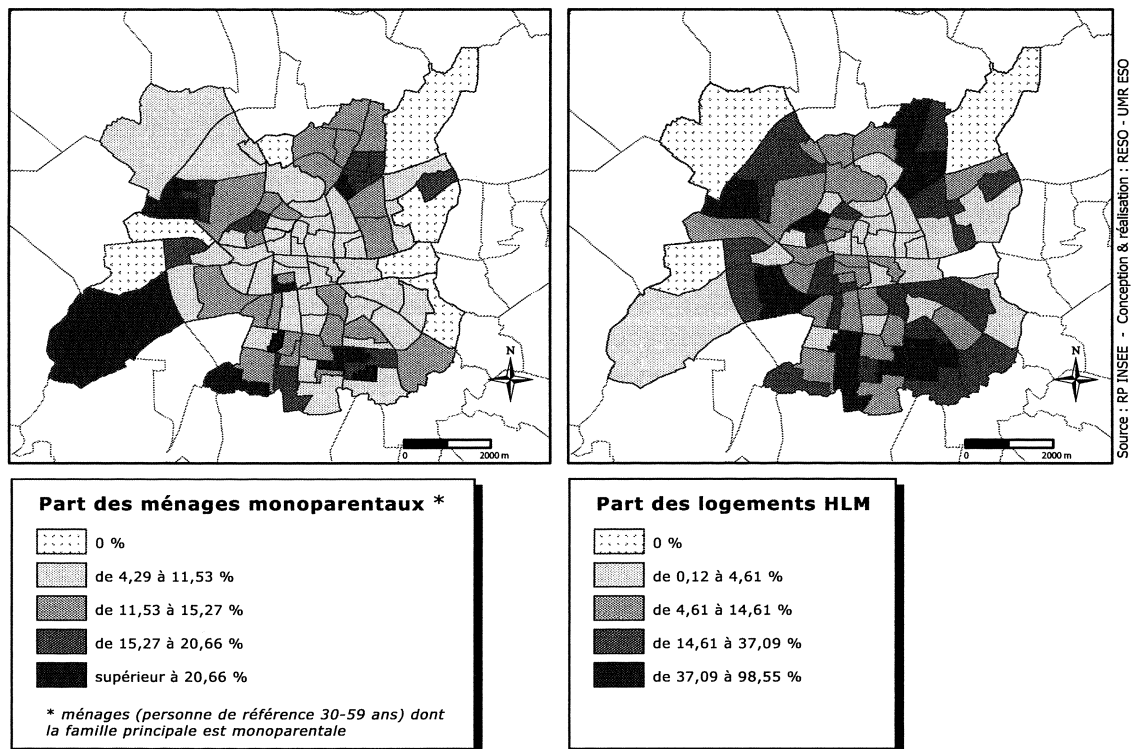 N
0 2000 m
N
0 2000 m
Source : RP INSEE - Conception & réalisation : RESO - UMR ESO
Part des ménages monoparentaux *
0 %
de 4,29 à 11,53 %
de 11,53 à 15,27 %
de 15,27 à 20,66 %
supérieur à 20,66 %
* ménages (personne de référence 30-59 ans) dont
la famille principale est monoparentale
Part des logements HLM
0 %
de 0,12 à 4,61 %
de 4,61 à 14,61 %
de 14,61 à 37,09 %
de 37,09 à 98,55 %